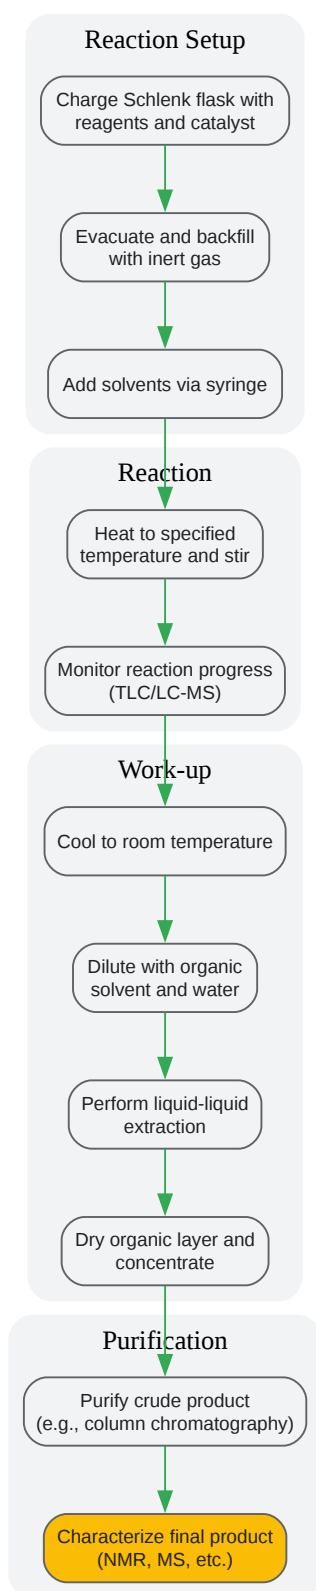 Reaction Setup
Charge Schlenk flask with
reagents and catalyst
Evacuate and backfill
with inert gas
Add solvents via syringe
Reaction
Heat to specified
temperature and stir
Monitor reaction progress
(TLC/LC-MS)
Work-up
Cool to room temperature
Dilute with organic
solvent and water
Perform liquid-liquid
extraction
Dry organic layer and
concentrate
Purification
Purify crude product
(e.g., column chromatography)
Characterize final product
(NMR, MS, etc.)